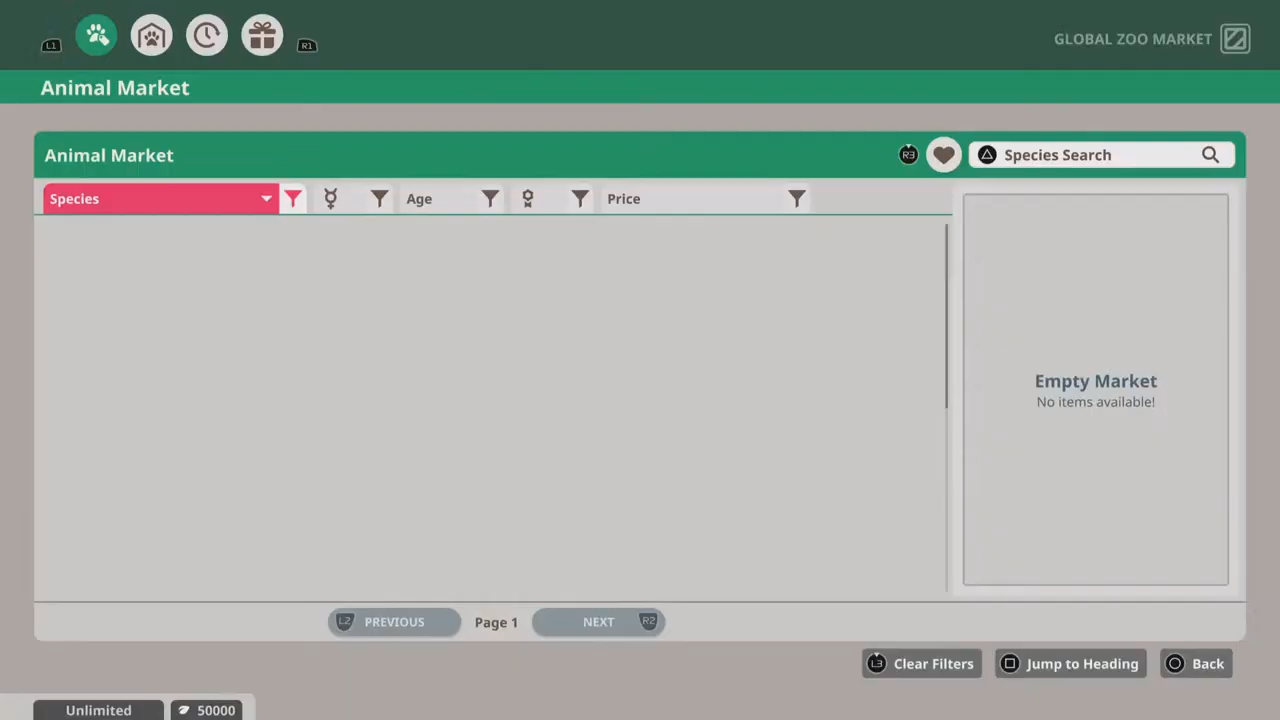 L1
R1
GLOBAL ZOO MARKET
Animal Market
Animal Market
R3
Species Search
Species
Age
Price
Empty Market
No items available!
L2 PREVIOUS
Page 1
NEXT R2
L3 Clear Filters
Jump to Heading
Back
Unlimited
50000